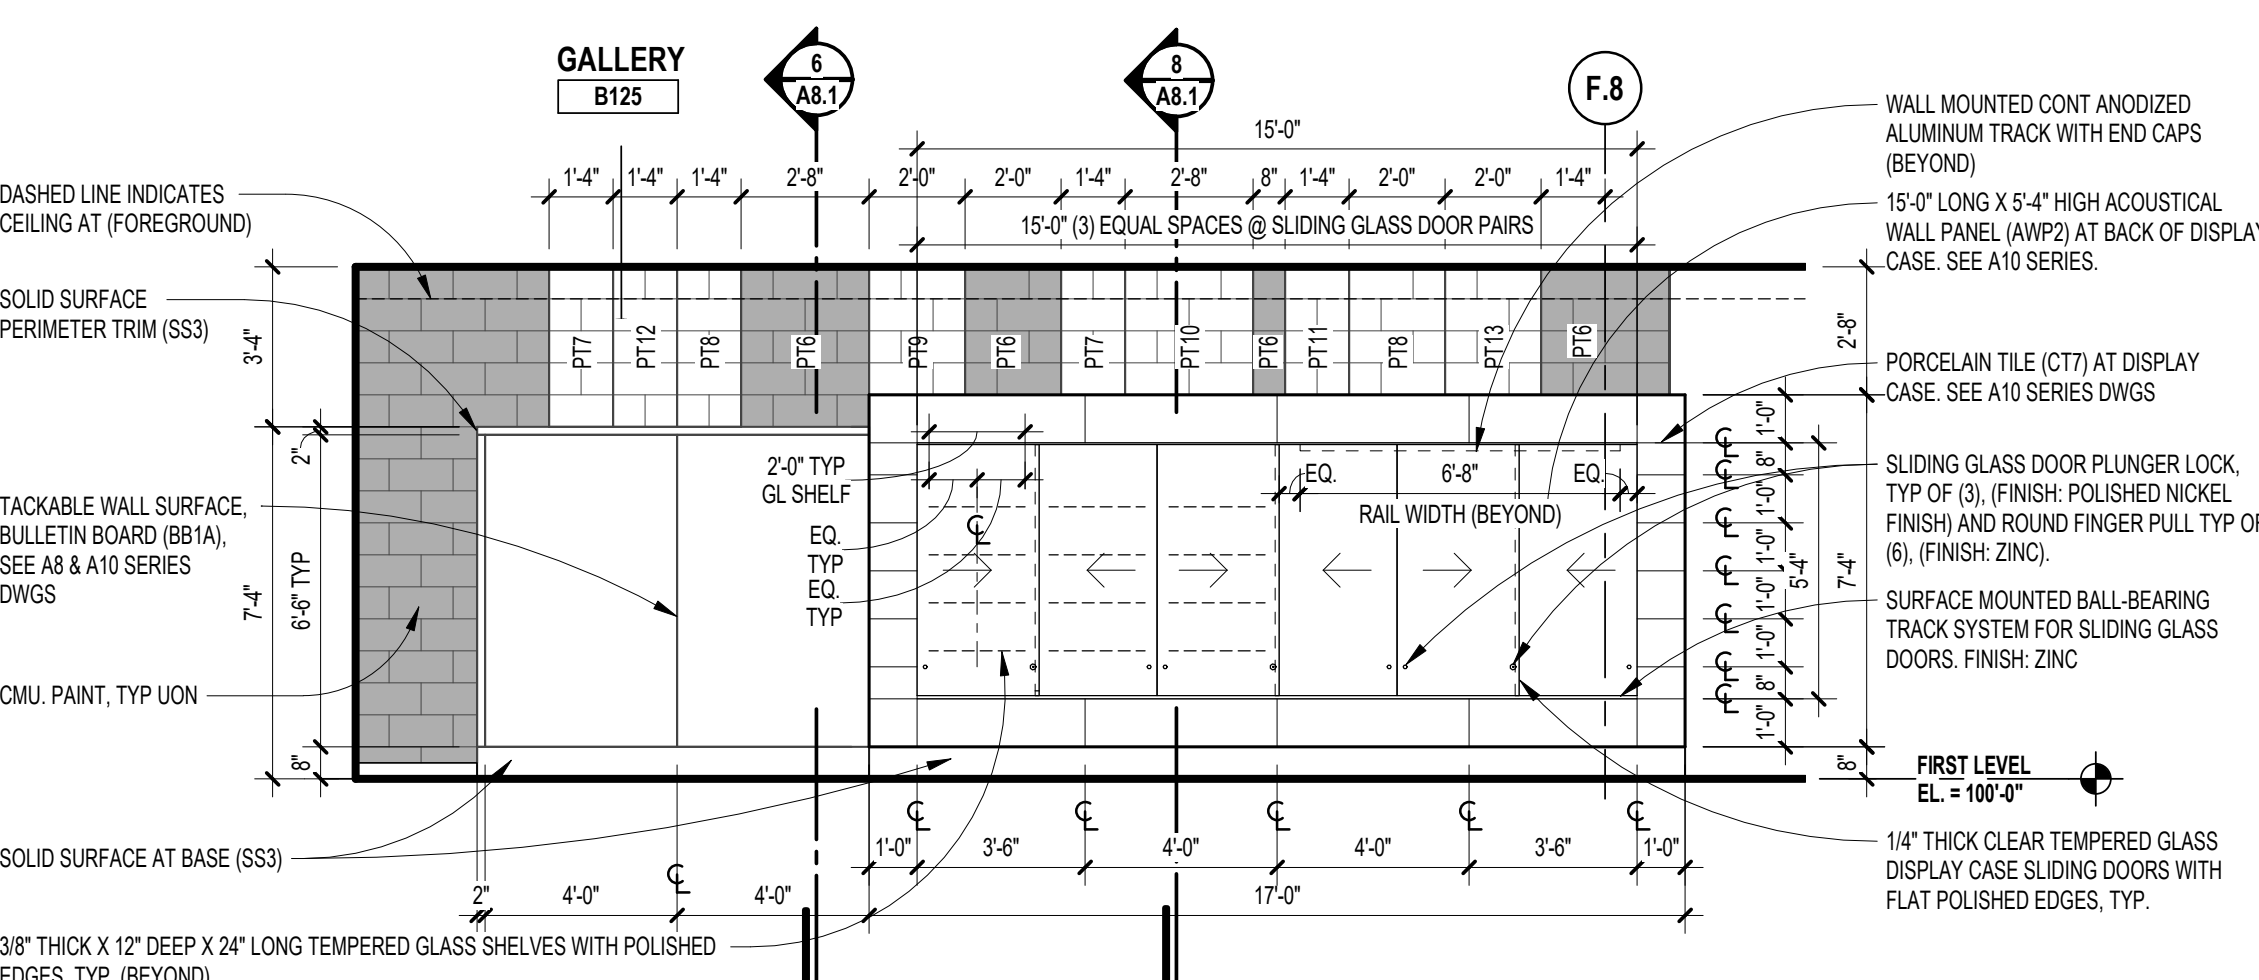 GALLERY
B125
6
A8.1
8
A8.1
F.8
15'-0"
1'-4"
1'-4"
1'-4"
2'-8"
2'-0"
2'-0"
1'-4"
2'-8"
8"
1'-4"
2'-0"
2'-0"
1'-4"
15'-0" (3) EQUAL SPACES @ SLIDING GLASS DOOR PAIRS
DASHED LINE INDICATES
CEILING AT (FOREGROUND)
SOLID SURFACE
PERIMETER TRIM (SS3)
TACKABLE WALL SURFACE,
BULLETIN BOARD (BB1A),
SEE A8 & A10 SERIES
DWGS
CMU. PAINT, TYP UON
SOLID SURFACE AT BASE (SS3)
3/8" THICK X 12" DEEP X 24" LONG TEMPERED GLASS SHELVES WITH POLISHED
EDGES, TYP. (BEYOND)
3'-4"
7'-4"
2"
6'-6" TYP
8"
PT7
PT12
PT8
PT6
PT9
PT6
PT7
PT10
PT6
PT11
PT8
PT13
PT6
2'-0" TYP
GL SHELF
EQ.
TYP
EQ.
TYP
℄
EQ.
6'-8"
EQ.
RAIL WIDTH (BEYOND)
℄
℄
℄
℄
℄
℄
℄
1'-0"
8"
1'-0"
1'-0"
1'-0"
1'-0"
8"
1'-0"
5'-4"
2'-8"
7'-4"
8"
WALL MOUNTED CONT ANODIZED
ALUMINUM TRACK WITH END CAPS
(BEYOND)
15'-0" LONG X 5'-4" HIGH ACOUSTICAL
WALL PANEL (AWP2) AT BACK OF DISPLAY
CASE. SEE A10 SERIES.
PORCELAIN TILE (CT7) AT DISPLAY
CASE. SEE A10 SERIES DWGS
SLIDING GLASS DOOR PLUNGER LOCK,
TYP OF (3), (FINISH: POLISHED NICKEL
FINISH) AND ROUND FINGER PULL TYP OF
(6), (FINISH: ZINC).
SURFACE MOUNTED BALL-BEARING
TRACK SYSTEM FOR SLIDING GLASS
DOORS. FINISH: ZINC
FIRST LEVEL
EL. = 100'-0"
1/4" THICK CLEAR TEMPERED GLASS
DISPLAY CASE SLIDING DOORS WITH
FLAT POLISHED EDGES, TYP.
℄
℄
℄
℄
℄
1'-0"
3'-6"
4'-0"
4'-0"
3'-6"
1'-0"
℄
2"
4'-0"
4'-0"
17'-0"